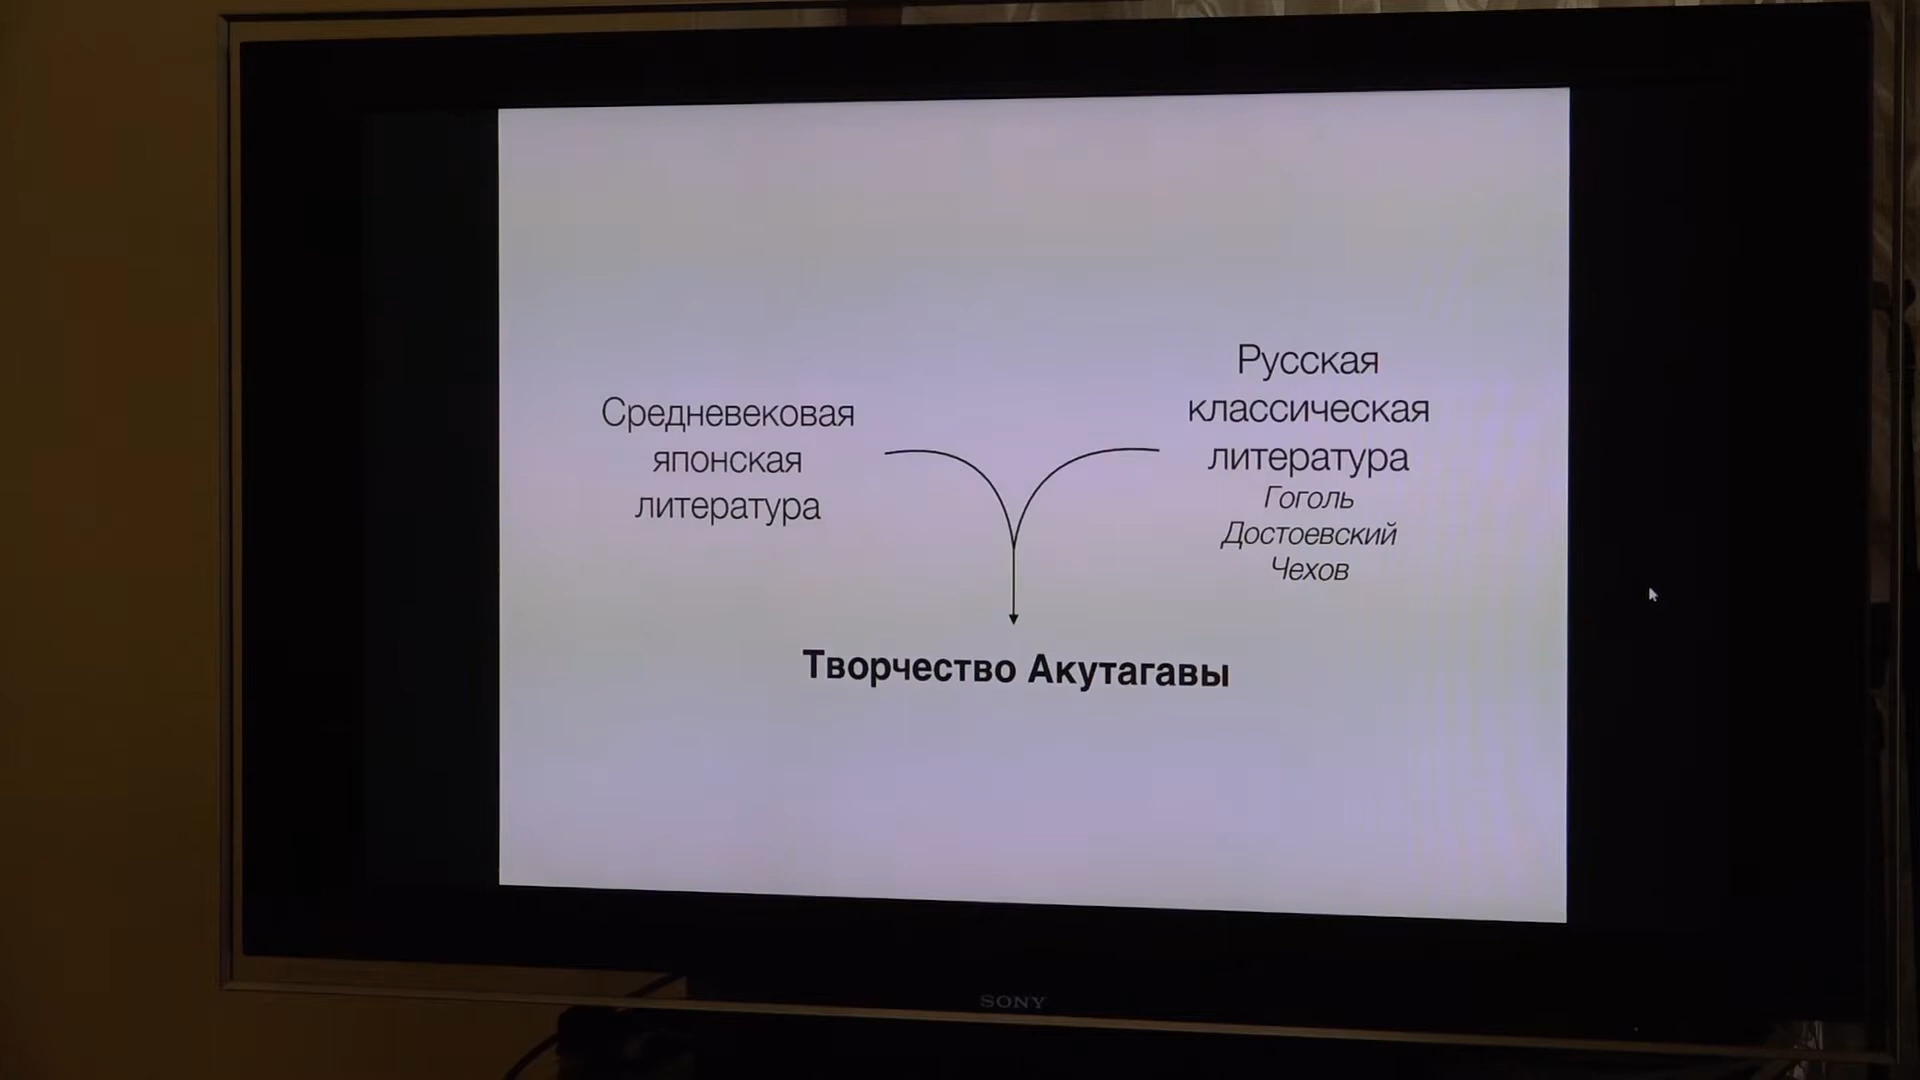 Средневековая
японская
литература
Русская
классическая
литература
Гоголь
Достоевский
Чехов
Творчество Акутагавы
SONY